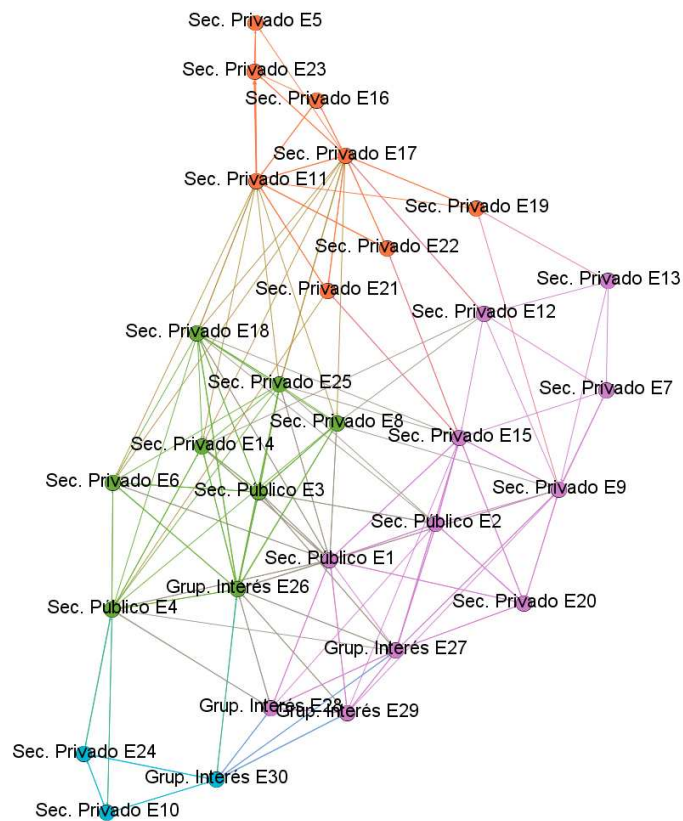 Sec. Privado E5
Sec. Privado E23
Sec. Privado E16
Sec. Privado E17
Sec. Privado E11
Sec. Privado E19
Sec. Privado E22
Sec. Privado E13
Sec. Privado E21
Sec. Privado E12
Sec. Privado E18
Sec. Privado E25
Sec. Privado E7
Sec. Privado E8
Sec. Privado E15
Sec. Privado E14
Sec. Privado E6
Sec. Público E3
Sec. Privado E9
Sec. Público E2
Sec. Público E1
Grup. Interés E26
Sec. Privado E20
Sec. Público E4
Grup. Interés E27
Grup. Interés E28
Grup. Interés E29
Sec. Privado E24
Grup. Interés E30
Sec. Privado E10